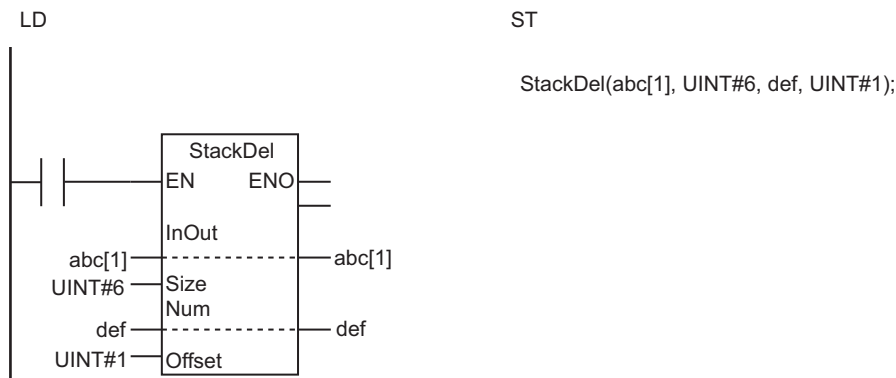 LD
ST
StackDel(abc[1], UINT#6, def, UINT#1);
StackDel
EN ENO
InOut
abc[1] abc[1]
UINT#6 Size
Num
def def
UINT#1 Offset